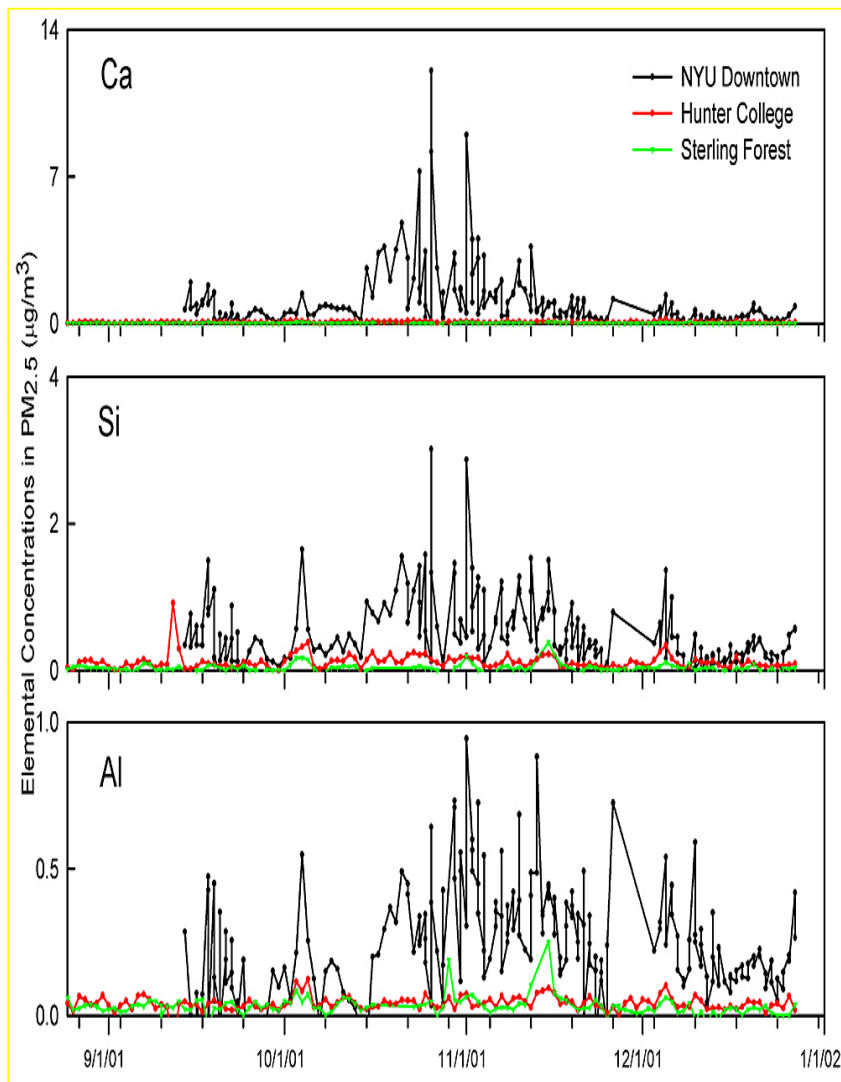 14
Ca
NYU Downtown
Hunter College
Sterling Forest
7
0
Elemental Concentrations in PM2.5 (µg/m³)
4
Si
2
0
1.0
Al
0.5
0.0
9/1/01 10/1/01 11/1/01 12/1/01 1/1/02